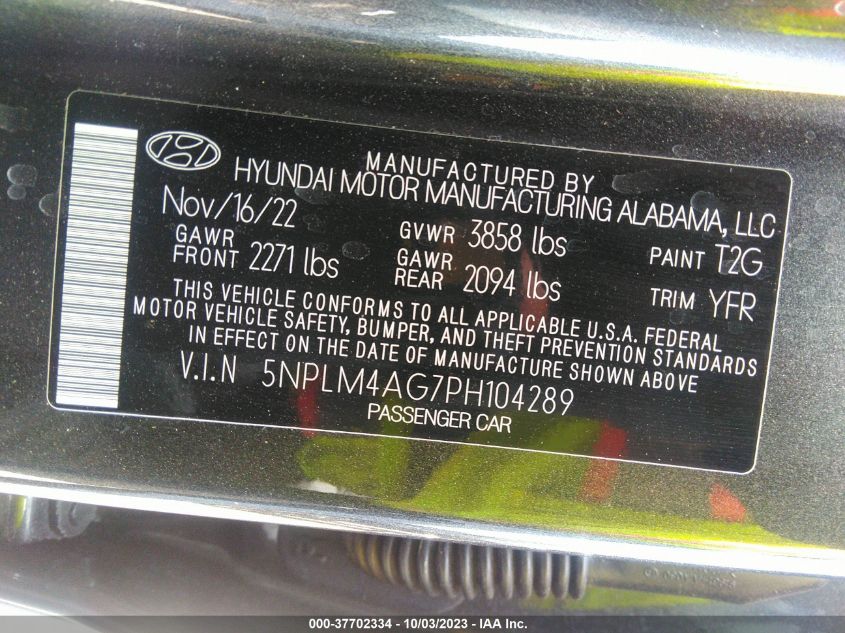 MANUFACTURED BY
HYUNDAI MOTOR MANUFACTURING ALABAMA, LLC
Nov/16/22 GVWR 3858 lbs PAINT T2G
GAWR FRONT 2271 lbs GAWR REAR 2094 lbs TRIM YFR
THIS VEHICLE CONFORMS TO ALL APPLICABLE U.S.A. FEDERAL
MOTOR VEHICLE SAFETY, BUMPER, AND THEFT PREVENTION STANDARDS
IN EFFECT ON THE DATE OF MANUFACTURE SHOWN ABOVE
V.I.N 5NPLM4AG7PH104289
PASSENGER CAR
000-37702334 - 10/03/2023 - IAA Inc.